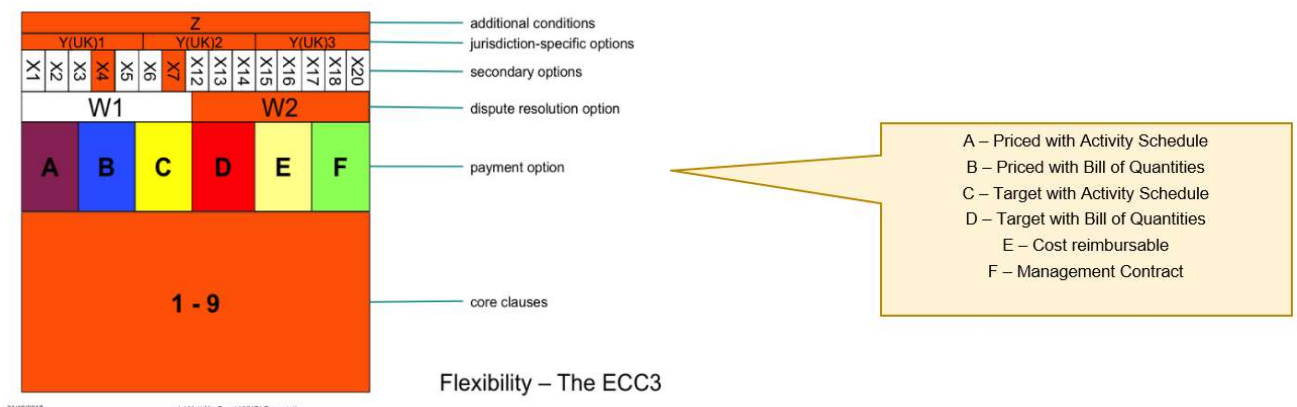 Z
additional conditions
Y(UK)1 Y(UK)2 Y(UK)3
jurisdiction-specific options
X1 X2 X3 X4 X5 X6 X7 X12 X13 X14 X15 X16 X17 X18 X20
secondary options
W1 W2
dispute resolution option
A B C D E F
payment option
1 - 9
core clauses
Flexibility – The ECC3
A – Priced with Activity Schedule
B – Priced with Bill of Quantities
C – Target with Activity Schedule
D – Target with Bill of Quantities
E – Cost reimbursable
F – Management Contract